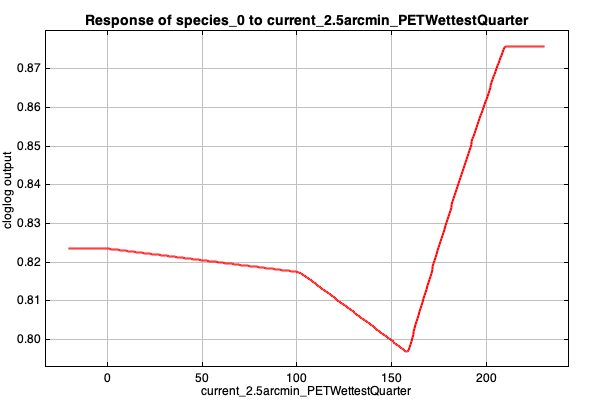 Response of species_0 to current_2.5arcmin_PETWettestQuarter
0.87
0.86
0.85
0.84
0.83
0.82
0.81
0.80
cloglog output
0 50 100 150 200
current_2.5arcmin_PETWettestQuarter